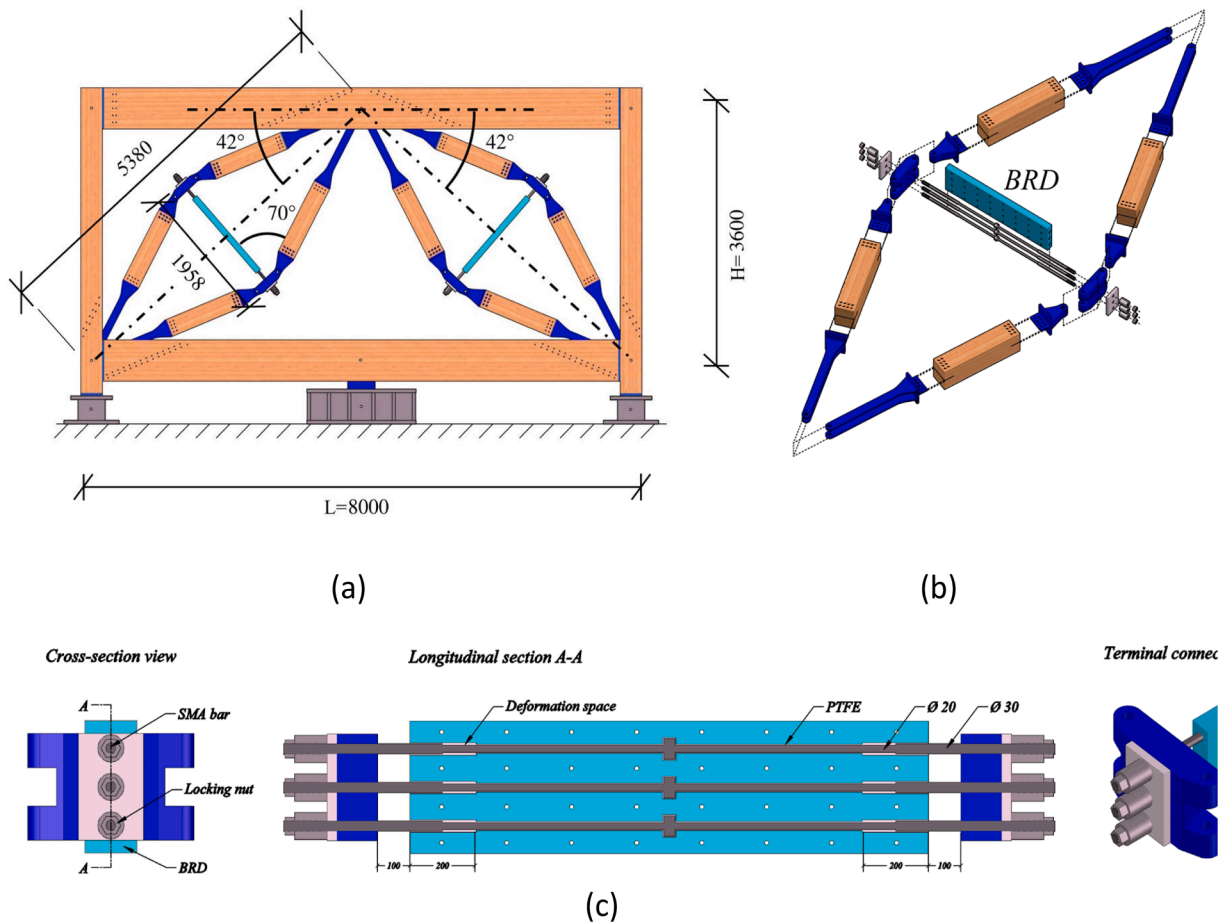 5380
42°
42°
70°
1958
H=3600
L=8000
BRD
(a)
(b)
Cross-section view
Longitudinal section A-A
Terminal connec
A
SMA bar
Deformation space
PTFE
Ø 20
Ø 30
Locking nut
A
BRD
100
200
200
100
(c)